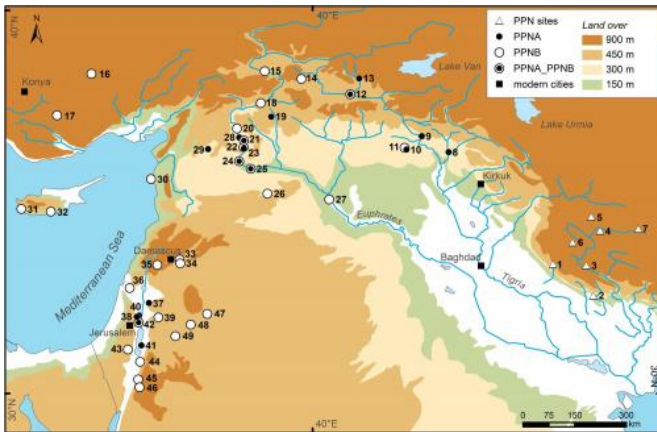 40°N
40°E
PPN sites
PPNA
PPNB
PPNA_PPNB
modern cities
Land over
900 m
450 m
300 m
150 m
Konya
Lake Van
Lake Urmia
Kirkuk
Euphrates
Baghdad
Tigris
Mediterranean Sea
Damascus
Jerusalem
16
17
15
14
13
12
18
19
20
28
21
22
23
29
24
25
26
27
9
11
10
8
30
31
32
5
4
7
6
1
3
2
33
35
34
36
37
40
38
42
39
47
48
49
41
43
44
45
46
30°N
40°E
30°N
0
75
150
300
km